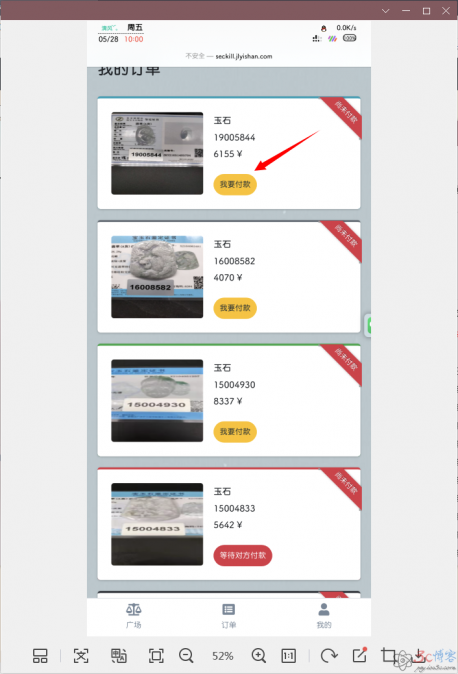 周五
05/28 10:00
0.0K/s
100%
不安全 — seckill.jlyishan.com
我的订单
尚未付款
玉石
19005844
6155 ¥
我要付款
19005844
尚未付款
玉石
16008582
4070 ¥
我要付款
16008582
尚未付款
玉石
15004930
8337 ¥
我要付款
15004930
尚未付款
玉石
15004833
5642 ¥
等待对方付款
15004833
广场
订单
我的
52%
1:1